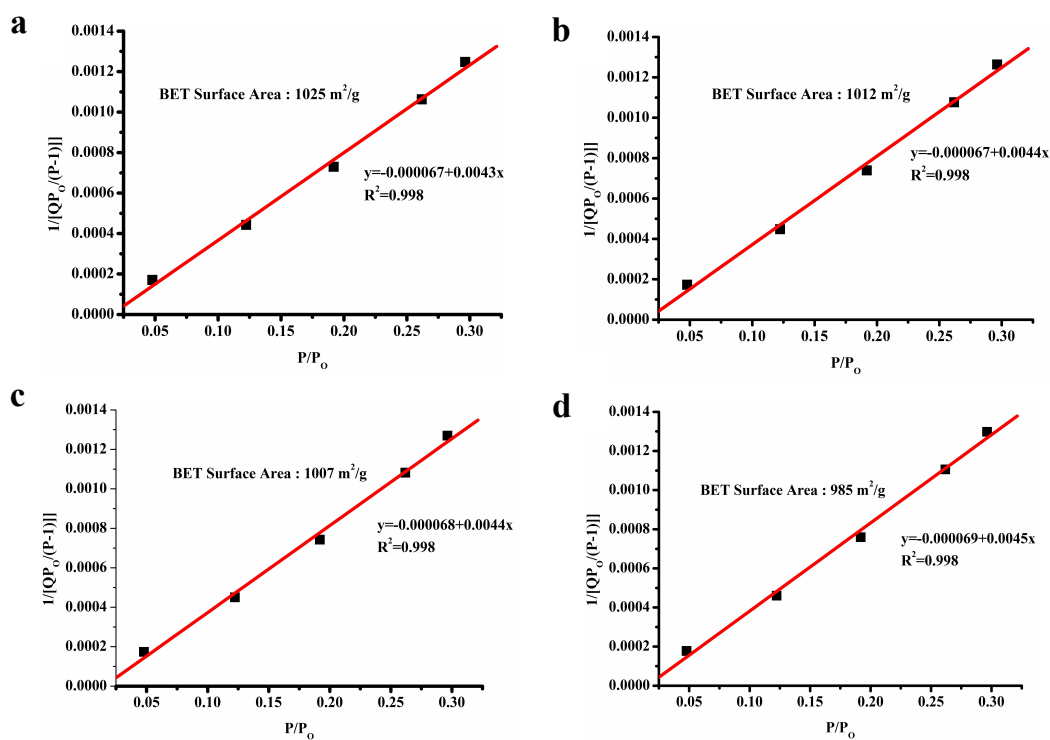 a
0.0014
0.0012
0.0010
0.0008
0.0006
0.0004
0.0002
0.0000
1/[QP_O/(P-1)]]
BET Surface Area : 1025 m²/g
y=-0.000067+0.0043x
R²=0.998
0.05 0.10 0.15 0.20 0.25 0.30
P/P_O
b
0.0014
0.0012
0.0010
0.0008
0.0006
0.0004
0.0002
0.0000
1/[QP_O/(P-1)]]
BET Surface Area : 1012 m²/g
y=-0.000067+0.0044x
R²=0.998
0.05 0.10 0.15 0.20 0.25 0.30
P/P_O
c
0.0014
0.0012
0.0010
0.0008
0.0006
0.0004
0.0002
0.0000
1/[QP_O/(P-1)]]
BET Surface Area : 1007 m²/g
y=-0.000068+0.0044x
R²=0.998
0.05 0.10 0.15 0.20 0.25 0.30
P/P_O
d
0.0014
0.0012
0.0010
0.0008
0.0006
0.0004
0.0002
0.0000
1/[QP_O/(P-1)]]
BET Surface Area : 985 m²/g
y=-0.000069+0.0045x
R²=0.998
0.05 0.10 0.15 0.20 0.25 0.30
P/P_O